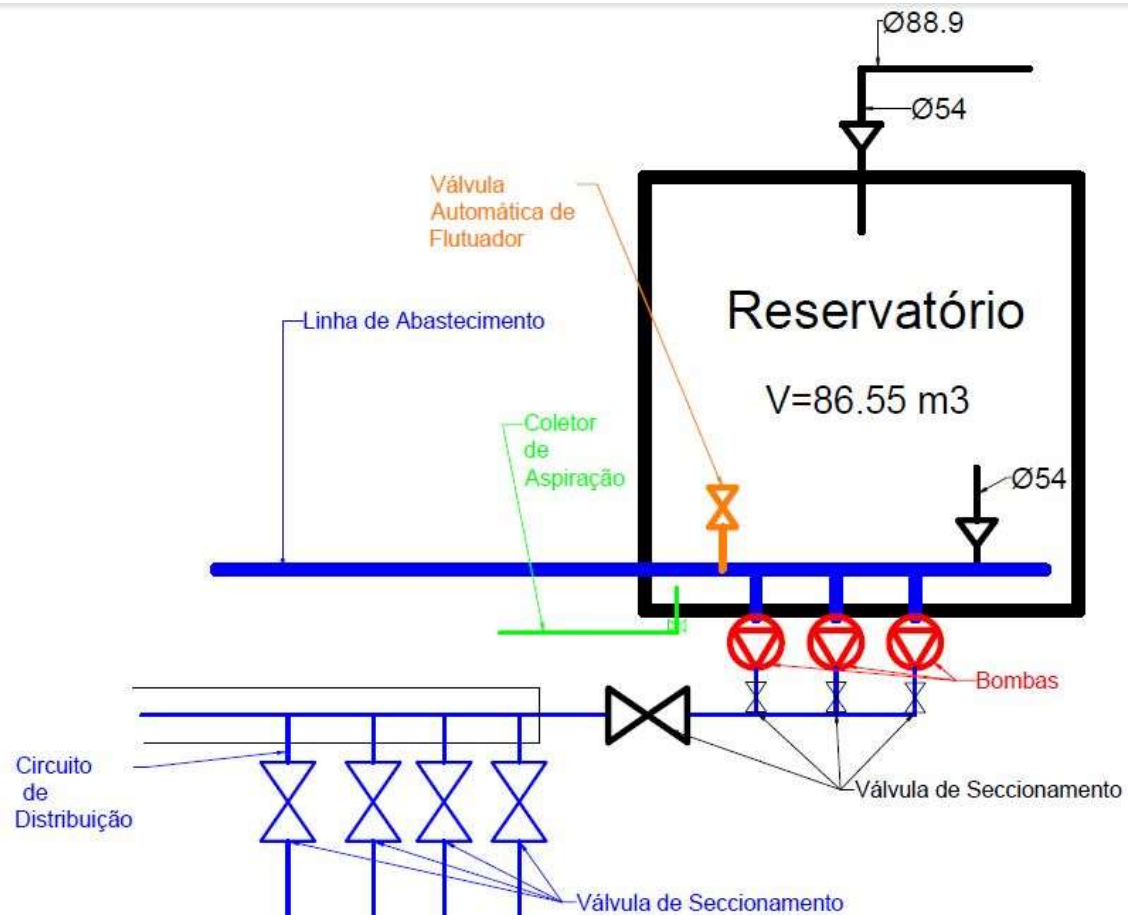 Ø88.9
Ø54
Válvula
Automática de
Flutuador
Reservatório
Linha de Abastecimento
V=86.55 m3
Coletor
de
Aspiração
Ø54
Bombas
Circuito
de
Distribuição
Válvula de Seccionamento
Válvula de Seccionamento